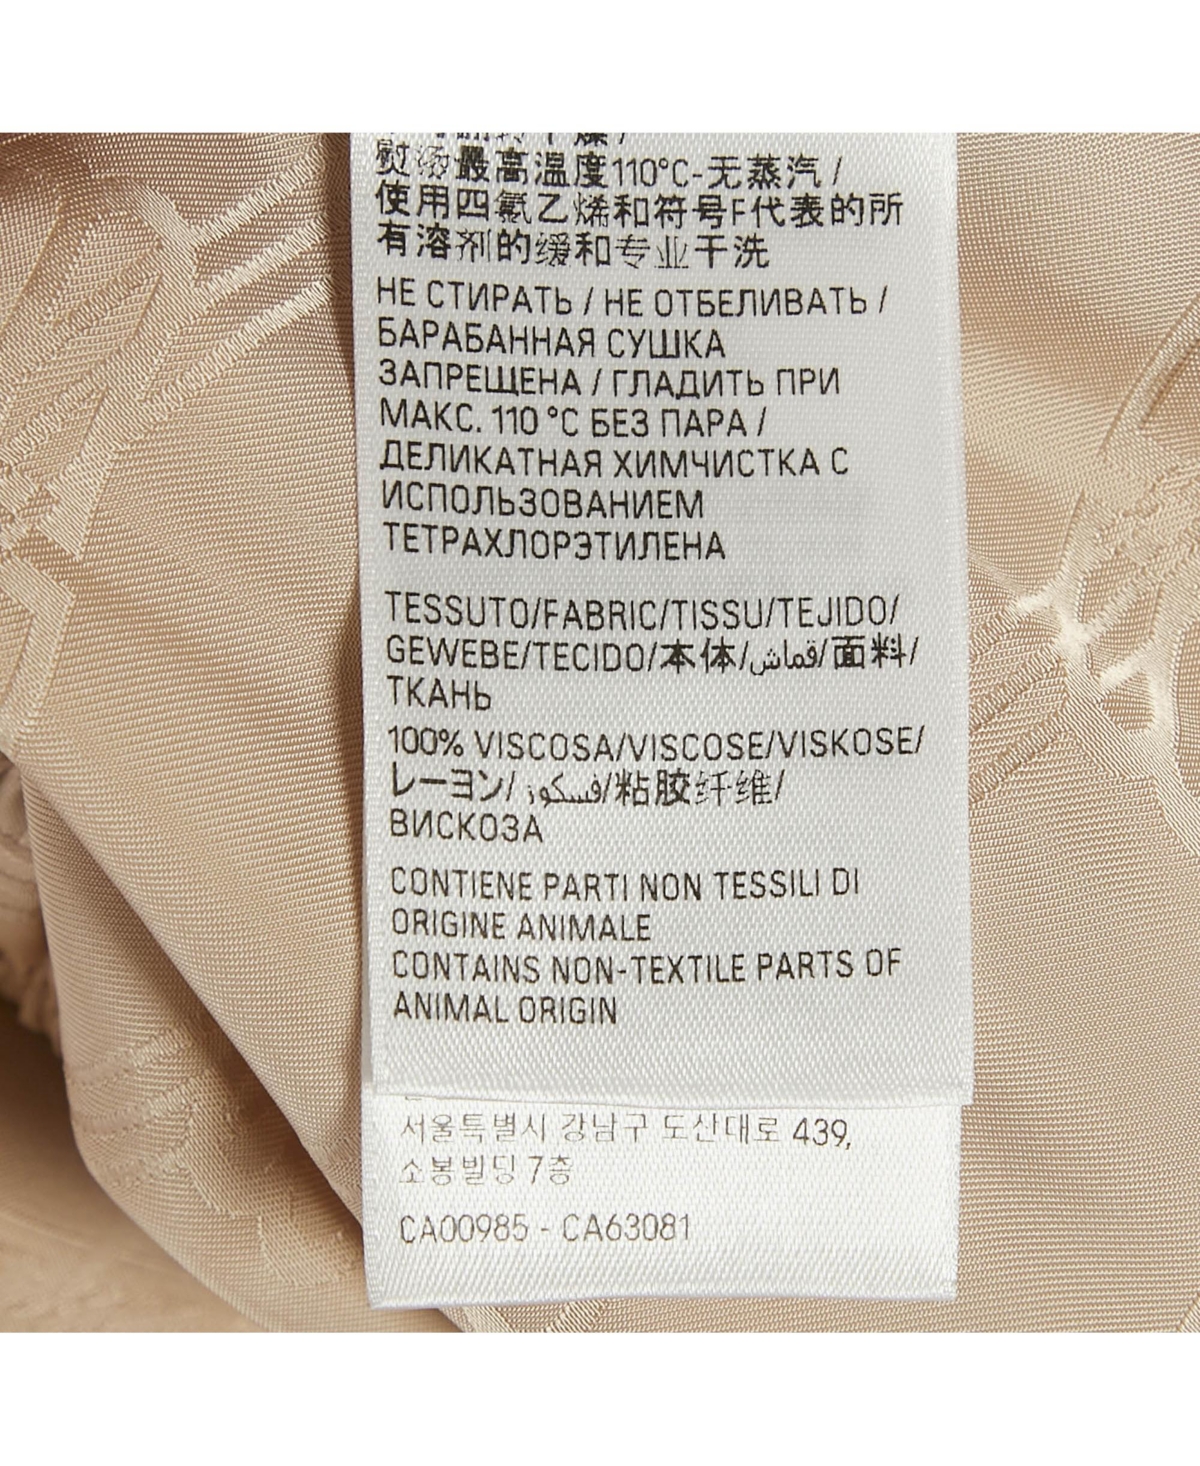 熨烫最高温度110°C-无蒸汽 /
使用四氯乙烯和符号F代表的所
有溶剂的缓和专业干洗
НЕ СТИРАТЬ / НЕ ОТБЕЛИВАТЬ /
БАРАБАННАЯ СУШКА
ЗАПРЕЩЕНА / ГЛАДИТЬ ПРИ
МАКС. 110 °C БЕЗ ПАРА /
ДЕЛИКАТНАЯ ХИМЧИСТКА С
ИСПОЛЬЗОВАНИЕМ
ТЕТРАХЛОРЭТИЛЕНА
TESSUTO/FABRIC/TISSU/TEJIDO/
GEWEBE/TECIDO/本体/قماش/面料/
ТКАНЬ
100% VISCOSA/VISCOSE/VISKOSE/
レーヨン/فسكوز/粘胶纤维/
ВИСКОЗА
CONTIENE PARTI NON TESSILI DI
ORIGINE ANIMALE
CONTAINS NON-TEXTILE PARTS OF
ANIMAL ORIGIN
서울특별시 강남구 도산대로 439,
소봉빌딩 7층
CA00985 - CA63081